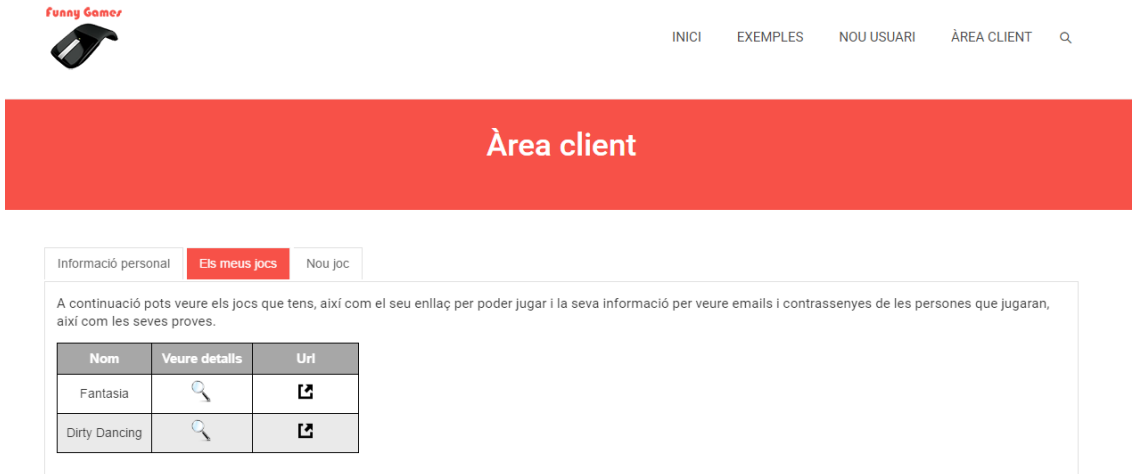 Funny Games
INICI EXEMPLES NOU USUARI ÀREA CLIENT
Àrea client
Informació personal Els meus jocs Nou joc
A continuació pots veure els jocs que tens, així com el seu enllaç per poder jugar i la seva informació per veure emails i contrassenyes de les persones que jugaran,
així com les seves proves.
Nom Veure detalls Url
Fantasia
Dirty Dancing